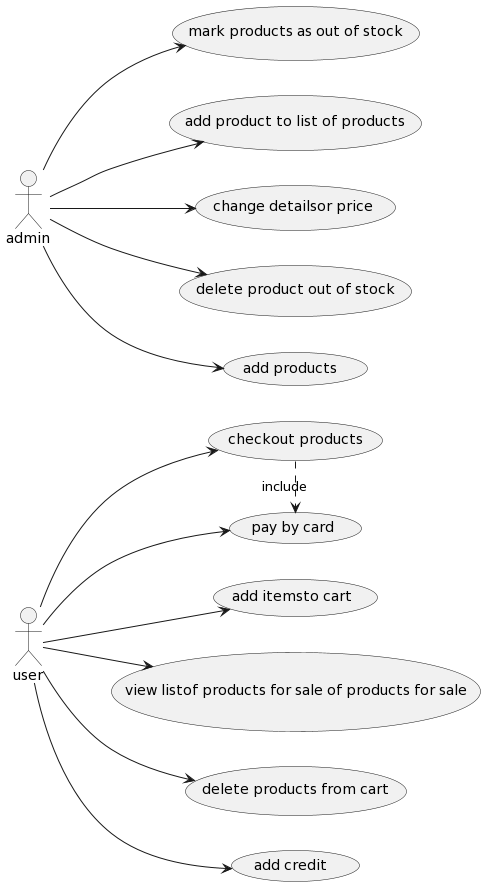 mark products as out of stock
add product to list of products
change detailsor price
admin
delete product out of stock
add products
checkout products
include
pay by card
add itemsto cart
user
view listof products for sale of products for sale
delete products from cart
add credit